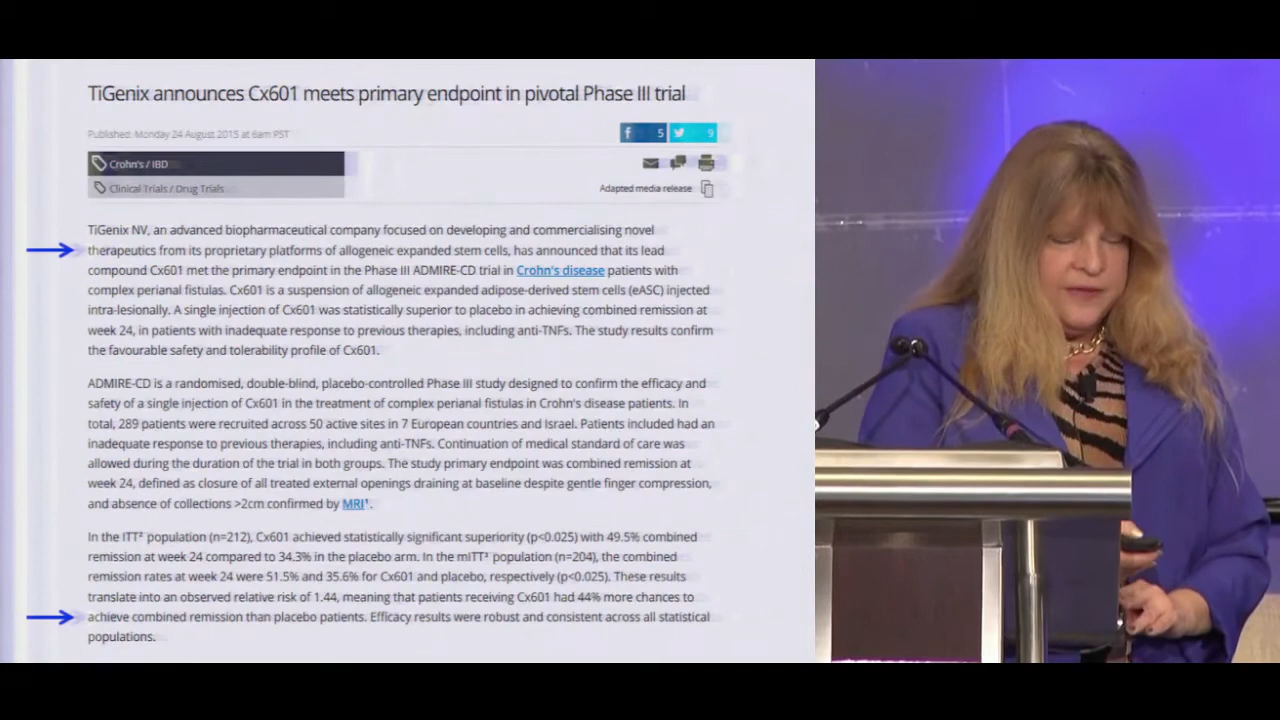 TiGenix announces Cx601 meets primary endpoint in pivotal Phase III trial
Published: Monday 24 August 2015 at 6am PST
f 5 9
Crohn's / IBD
Clinical Trials / Drug Trials
Adapted media release
TiGenix NV, an advanced biopharmaceutical company focused on developing and commercialising novel
therapeutics from its proprietary platforms of allogeneic expanded stem cells, has announced that its lead
compound Cx601 met the primary endpoint in the Phase III ADMIRE-CD trial in Crohn's disease patients with
complex perianal fistulas. Cx601 is a suspension of allogeneic expanded adipose-derived stem cells (eASC) injected
intra-lesionally. A single injection of Cx601 was statistically superior to placebo in achieving combined remission at
week 24, in patients with inadequate response to previous therapies, including anti-TNFs. The study results confirm
the favourable safety and tolerability profile of Cx601.
ADMIRE-CD is a randomised, double-blind, placebo-controlled Phase III study designed to confirm the efficacy and
safety of a single injection of Cx601 in the treatment of complex perianal fistulas in Crohn's disease patients. In
total, 289 patients were recruited across 50 active sites in 7 European countries and Israel. Patients included had an
inadequate response to previous therapies, including anti-TNFs. Continuation of medical standard of care was
allowed during the duration of the trial in both groups. The study primary endpoint was combined remission at
week 24, defined as closure of all treated external openings draining at baseline despite gentle finger compression,
and absence of collections >2cm confirmed by MRI¹.
In the ITT² population (n=212), Cx601 achieved statistically significant superiority (p<0.025) with 49.5% combined
remission at week 24 compared to 34.3% in the placebo arm. In the mITT³ population (n=204), the combined
remission rates at week 24 were 51.5% and 35.6% for Cx601 and placebo, respectively (p<0.025). These results
translate into an observed relative risk of 1.44, meaning that patients receiving Cx601 had 44% more chances to
achieve combined remission than placebo patients. Efficacy results were robust and consistent across all statistical
populations.